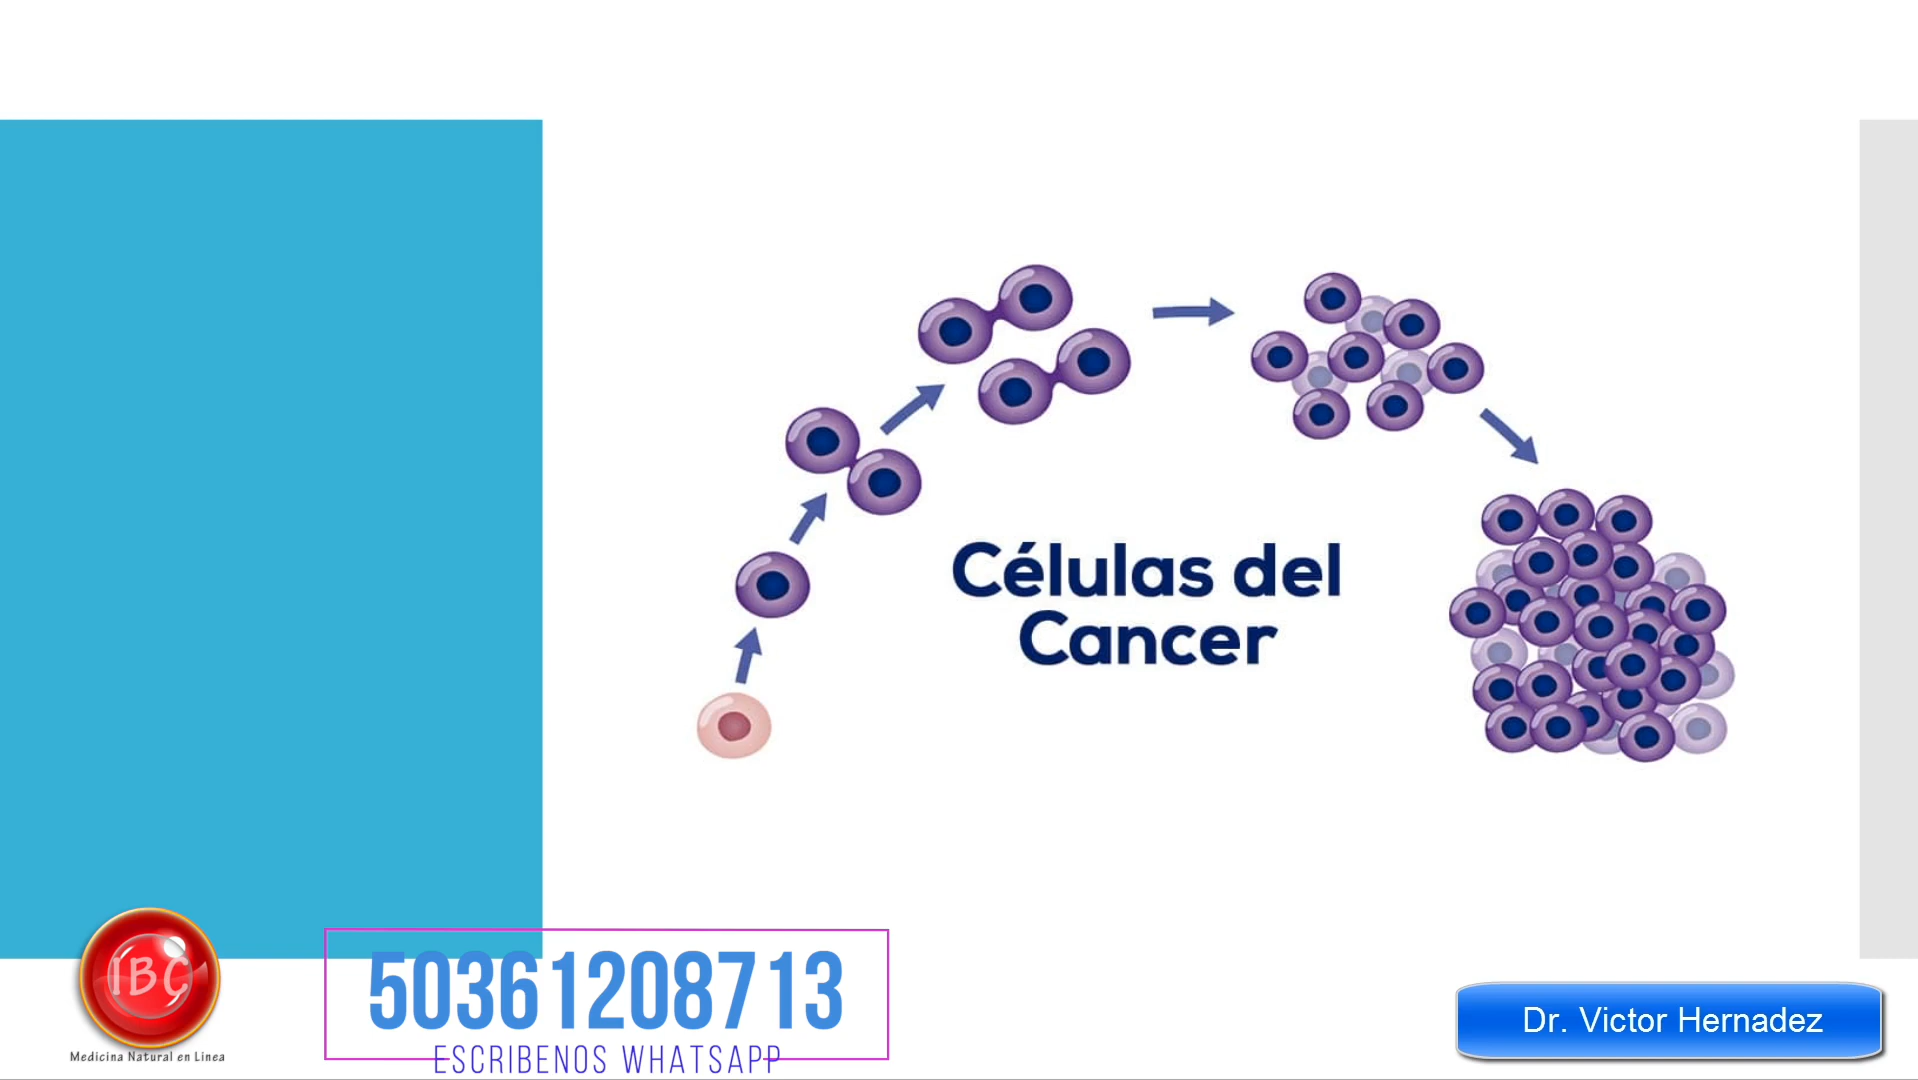 Células del
Cancer
IBC
Medicina Natural en Linea
50361208713
ESCRIBENOS WHATSAPP
Dr. Victor Hernadez